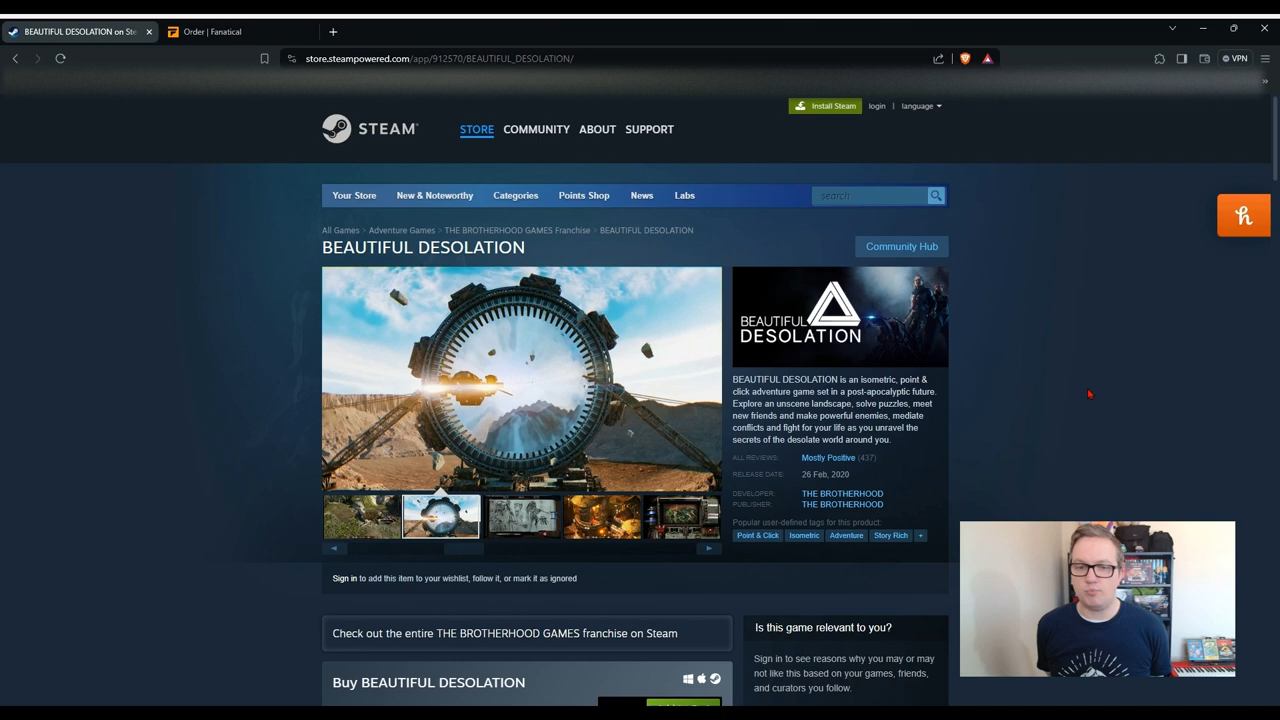 BEAUTIFUL DESOLATION on Ste
Order | Fanatical
store.steampowered.com/app/912570/BEAUTIFUL_DESOLATION/
VPN
Install Steam
login
language
STEAM
STORE COMMUNITY ABOUT SUPPORT
Your Store New & Noteworthy Categories Points Shop News Labs
search
All Games > Adventure Games > THE BROTHERHOOD GAMES Franchise > BEAUTIFUL DESOLATION
BEAUTIFUL DESOLATION
Community Hub
BEAUTIFUL
DESOLATION
BEAUTIFUL DESOLATION is an isometric, point &
click adventure game set in a post-apocalyptic future.
Explore an unscene landscape, solve puzzles, meet
new friends and make powerful enemies, mediate
conflicts and fight for your life as you unravel the
secrets of the desolate world around you.
ALL REVIEWS: Mostly Positive (437)
RELEASE DATE: 26 Feb, 2020
DEVELOPER: THE BROTHERHOOD
PUBLISHER: THE BROTHERHOOD
Popular user-defined tags for this product:
Point & Click Isometric Adventure Story Rich +
Sign in to add this item to your wishlist, follow it, or mark it as ignored
Check out the entire THE BROTHERHOOD GAMES franchise on Steam
Is this game relevant to you?
Sign in to see reasons why you may or may
not like this based on your games, friends,
and curators you follow.
Buy BEAUTIFUL DESOLATION